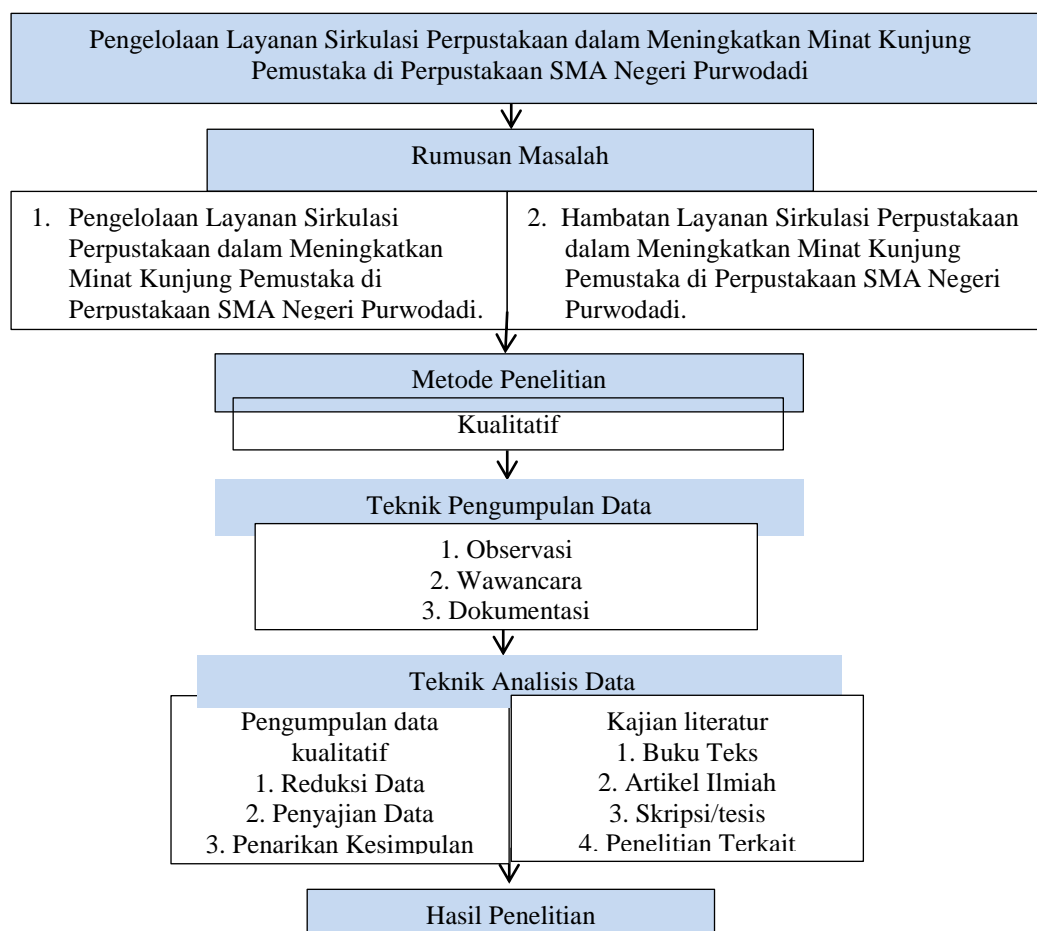 Pengelolaan Layanan Sirkulasi Perpustakaan dalam Meningkatkan Minat Kunjung
Pemustaka di Perpustakaan SMA Negeri Purwodadi
Rumusan Masalah
1. Pengelolaan Layanan Sirkulasi
Perpustakaan dalam Meningkatkan
Minat Kunjung Pemustaka di
Perpustakaan SMA Negeri Purwodadi.
2. Hambatan Layanan Sirkulasi Perpustakaan
dalam Meningkatkan Minat Kunjung
Pemustaka di Perpustakaan SMA Negeri
Purwodadi.
Metode Penelitian
Kualitatif
Teknik Pengumpulan Data
1. Observasi
2. Wawancara
3. Dokumentasi
Teknik Analisis Data
Pengumpulan data
kualitatif
1. Reduksi Data
2. Penyajian Data
3. Penarikan Kesimpulan
Kajian literatur
1. Buku Teks
2. Artikel Ilmiah
3. Skripsi/tesis
4. Penelitian Terkait
Hasil Penelitian